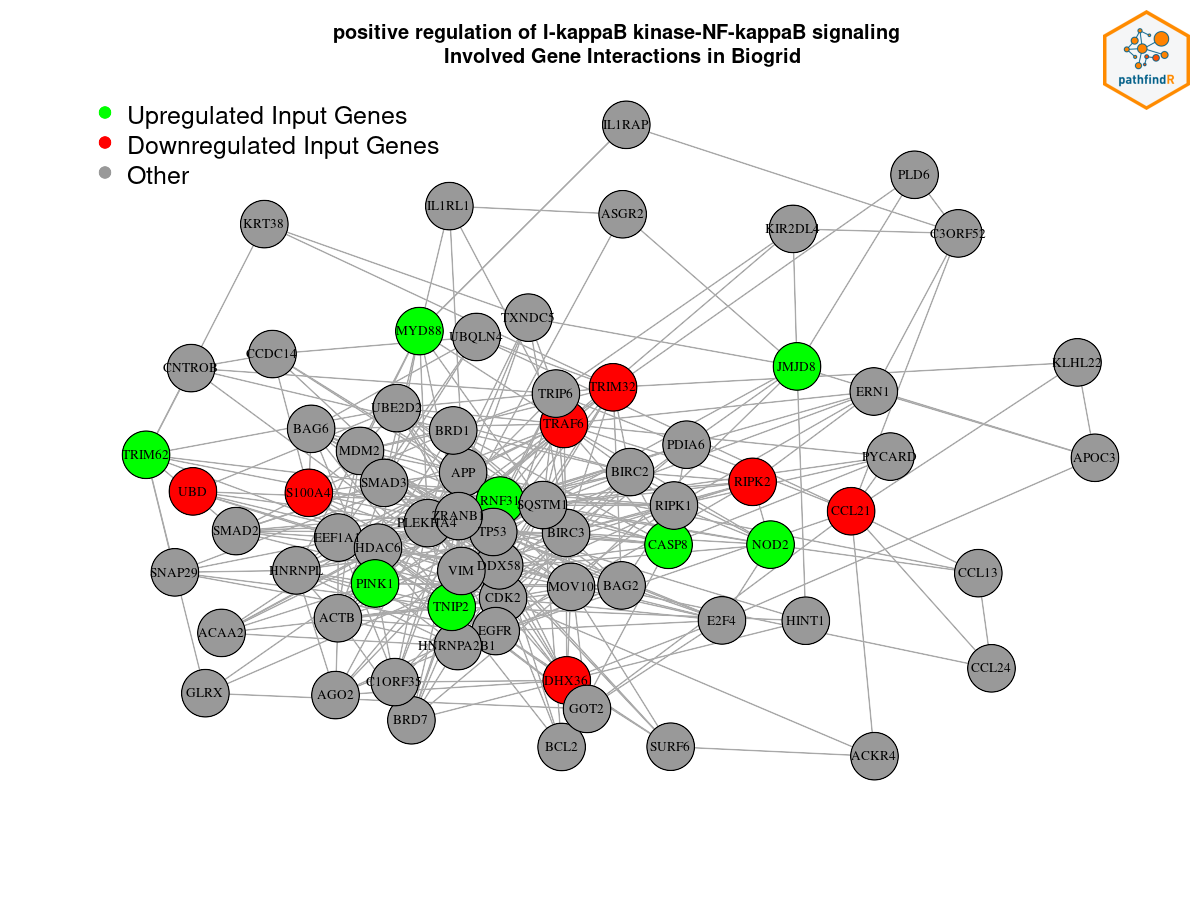 positive regulation of I-kappaB kinase-NF-kappaB signaling
Involved Gene Interactions in Biogrid
pathfindR
Upregulated Input Genes
Downregulated Input Genes
Other
IL1RAP
PLD6
IL1RL1
ASGR2
KRT38
KIR2DL4
C3ORF52
TXNDC5
MYD88
UBQLN4
CCDC14
CNTROB
JMJD8
KLHL22
TRIM32
TRIP6
ERN1
UBE2D2
TRAF6
BAG6
BRD1
PDIA6
MDM2
TRIM62
PYCARD
APOC3
APP
BIRC2
SMAD3
RIPK2
UBD
S100A4
RNF31
SQSTM1
RIPK1
CCL21
ZRANB1
PLEKHA4
SMAD2
TP53
BIRC3
EEF1A1
HDAC6
CASP8
NOD2
DDX58
SNAP29
HNRNPL
VIM
CCL13
PINK1
MOV10
BAG2
CDK2
TNIP2
ACTB
E2F4
HINT1
ACAA2
EGFR
HNRNPA2B1
CCL24
DHX36
C1ORF35
GLRX
AGO2
GOT2
BRD7
BCL2
SURF6
ACKR4